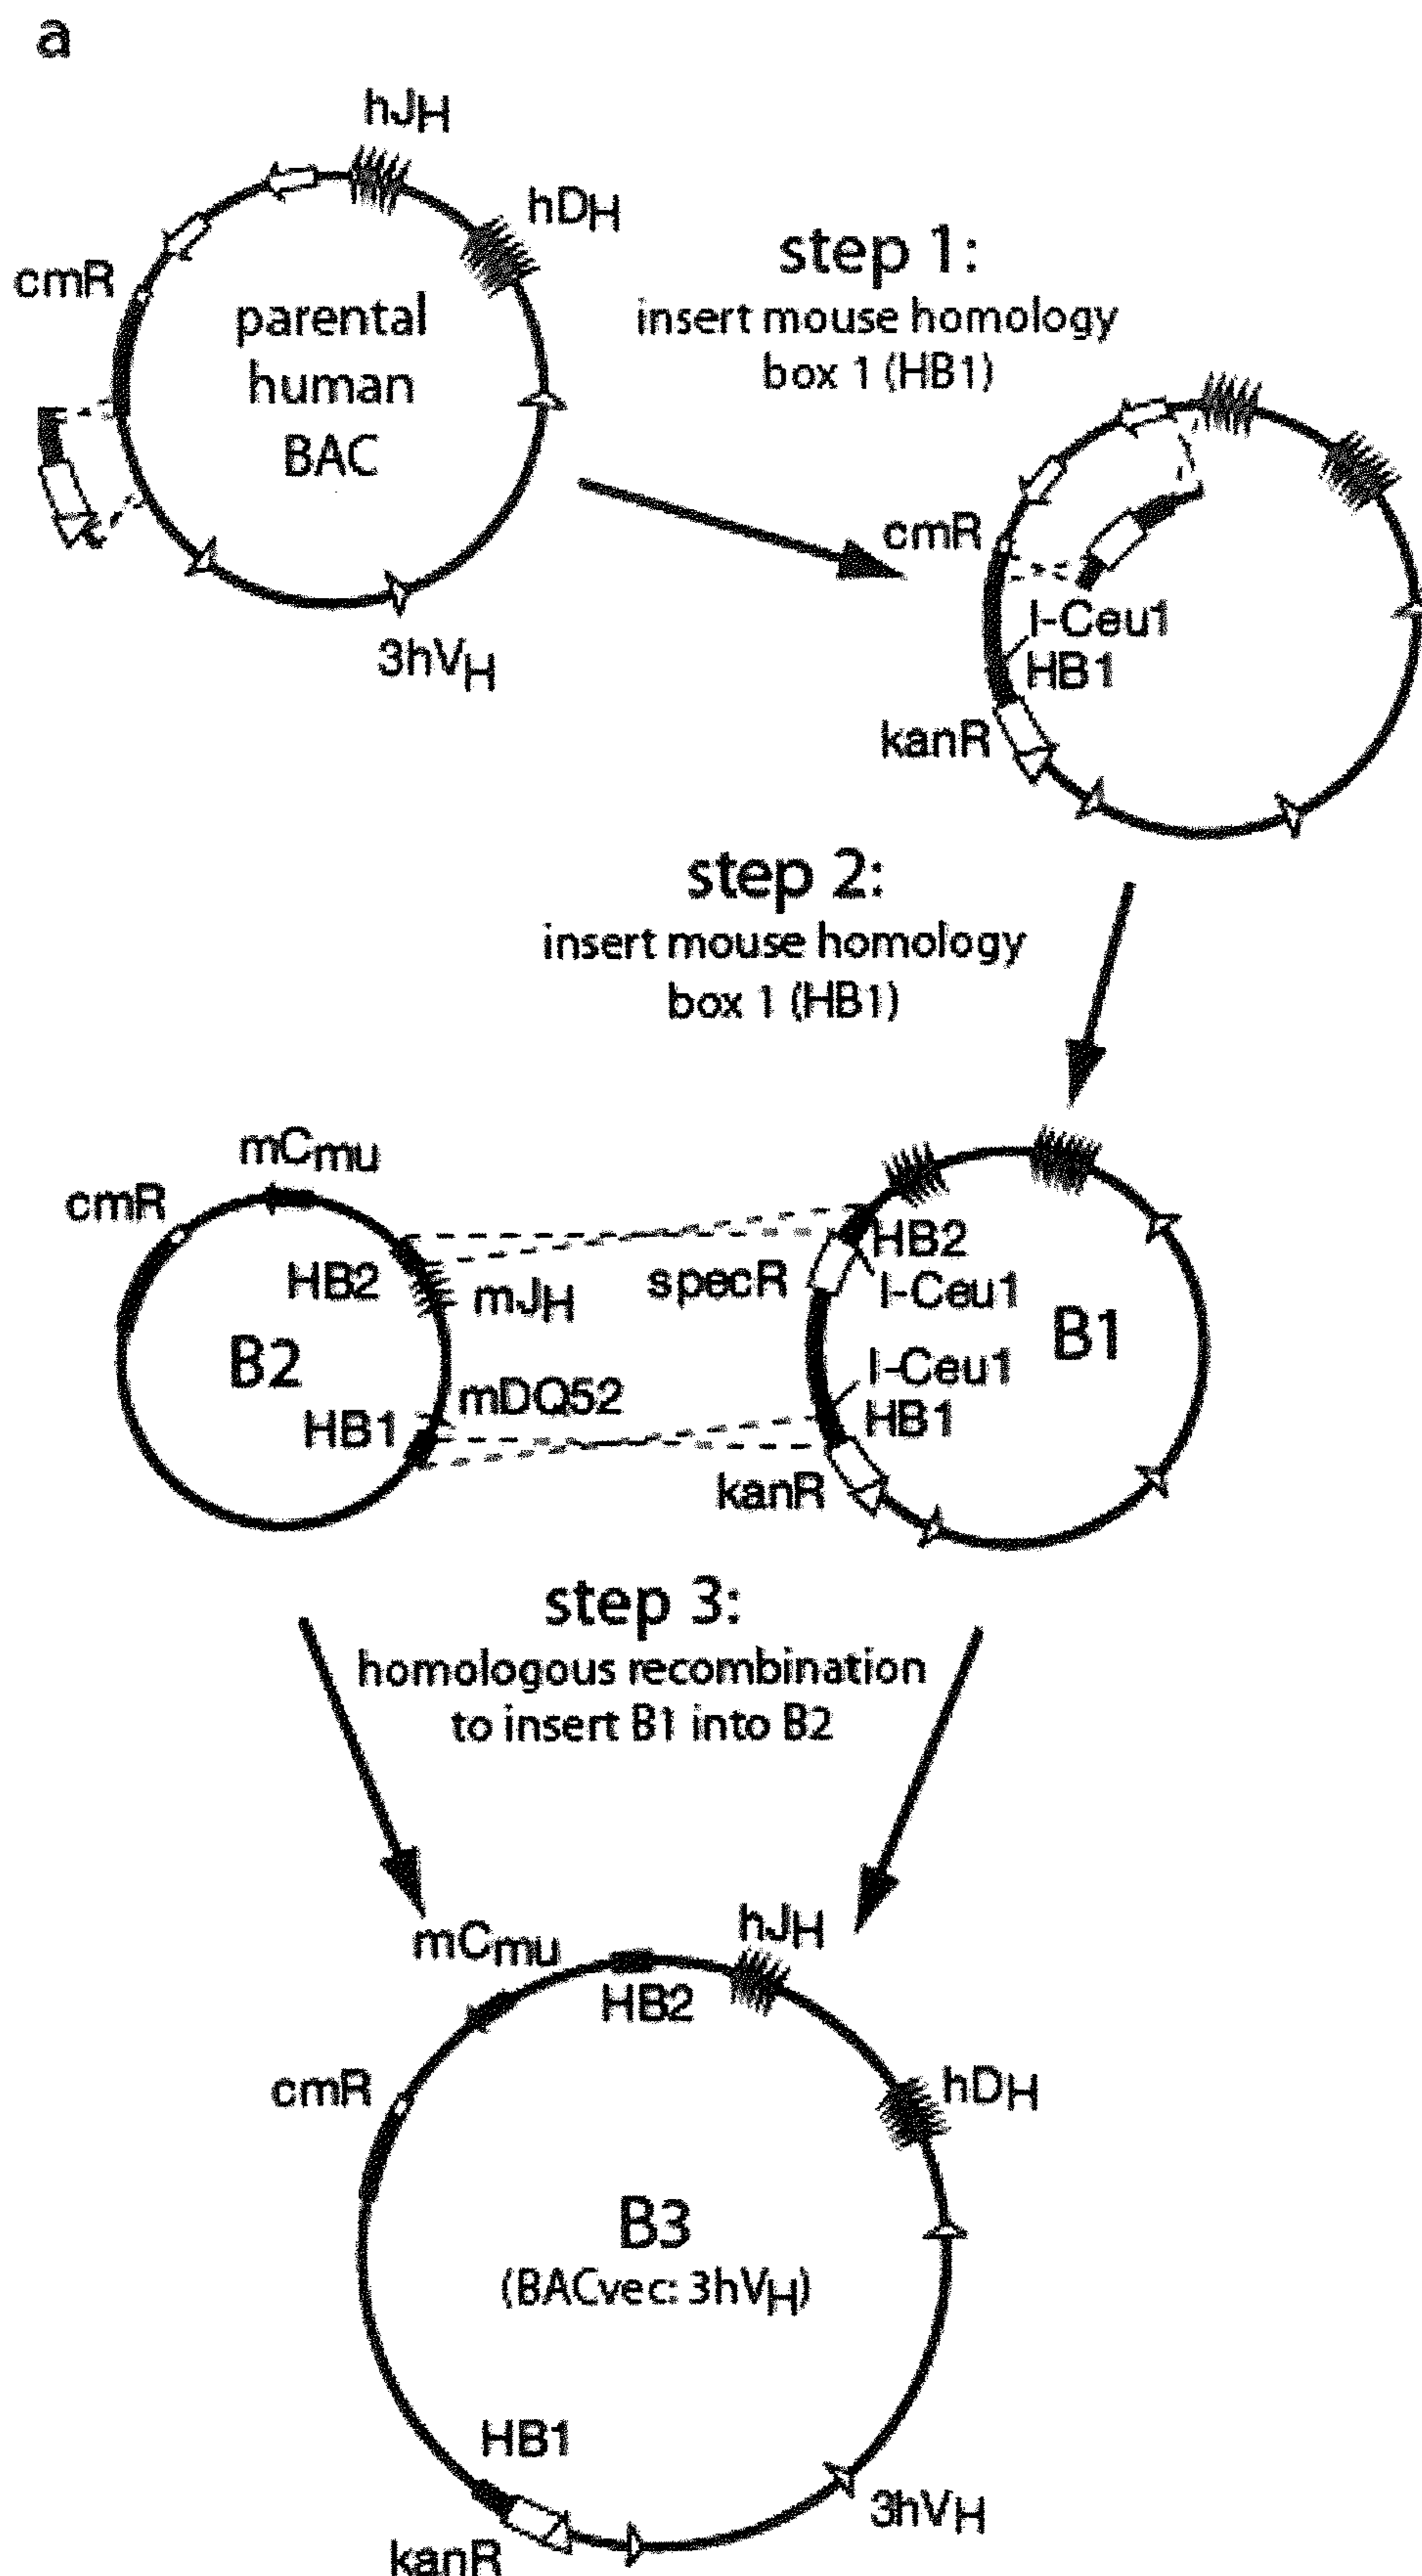 a
hJH
hDH
cmR
parental
human
BAC
3hVH
step 1:
insert mouse homology
box 1 (HB1)
cmR
I-Ceu1
HB1
kanR
step 2:
insert mouse homology
box 1 (HB1)
mCmu
cmR
HB2
mJH
B2
mDQ52
HB1
specR
HB2
I-Ceu1
B1
I-Ceu1
HB1
kanR
step 3:
homologous recombination
to insert B1 into B2
mCmu
hJH
HB2
cmR
hDH
B3
(BACvec: 3hVH)
HB1
3hVH
kanR